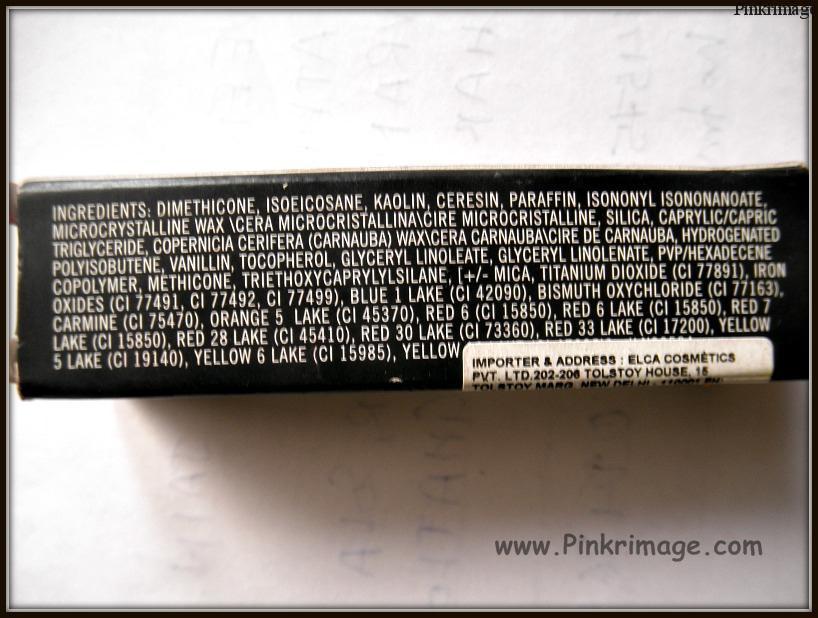 Pinkrimage
INGREDIENTS: DIMETHICONE, ISOEICOSANE, KAOLIN, CERESIN, PARAFFIN, ISONONYL ISONONANOATE,
MICROCRYSTALLINE WAX \CERA MICROCRISTALLINA\CIRE MICROCRISTALLINE, SILICA, CAPRYLIC/CAPRIC
TRIGLYCERIDE, COPERNICIA CERIFERA (CARNAUBA) WAX\CERA CARNAUBA\CIRE DE CARNAUBA, HYDROGENATED
POLYISOBUTENE, VANILLIN, TOCOPHEROL, GLYCERYL LINOLEATE, GLYCERYL LINOLENATE, PVP/HEXADECENE
COPOLYMER, METHICONE, TRIETHOXYCAPRYLYLSILANE, [+/- MICA, TITANIUM DIOXIDE (CI 77891), IRON
OXIDES (CI 77491, CI 77492, CI 77499), BLUE 1 LAKE (CI 42090), BISMUTH OXYCHLORIDE (CI 77163),
CARMINE (CI 75470), ORANGE 5 LAKE (CI 45370), RED 6 (CI 15850), RED 6 LAKE (CI 15850), RED 7
LAKE (CI 15850), RED 28 LAKE (CI 45410), RED 30 LAKE (CI 73360), RED 33 LAKE (CI 17200), YELLOW
5 LAKE (CI 19140), YELLOW 6 LAKE (CI 15985), YELLOW
IMPORTER & ADDRESS : ELCA COSMETICS
PVT. LTD.202-206 TOLSTOY HOUSE, 15
TOLSTOY MARG, NEW DELHI
www.Pinkrimage.com